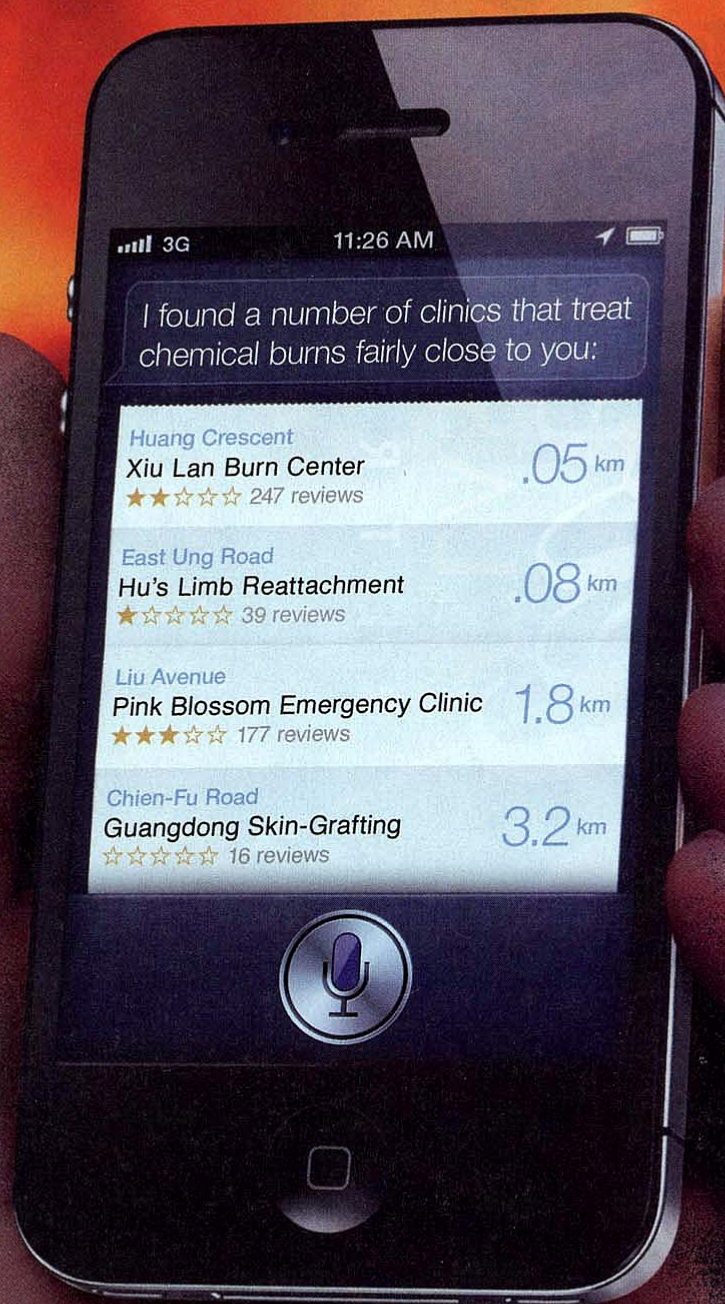 3G 11:26 AM
I found a number of clinics that treat
chemical burns fairly close to you:
Huang Crescent
Xiu Lan Burn Center .05 km
247 reviews
East Ung Road
Hu's Limb Reattachment .08 km
39 reviews
Liu Avenue
Pink Blossom Emergency Clinic 1.8 km
177 reviews
Chien-Fu Road
Guangdong Skin-Grafting 3.2 km
16 reviews